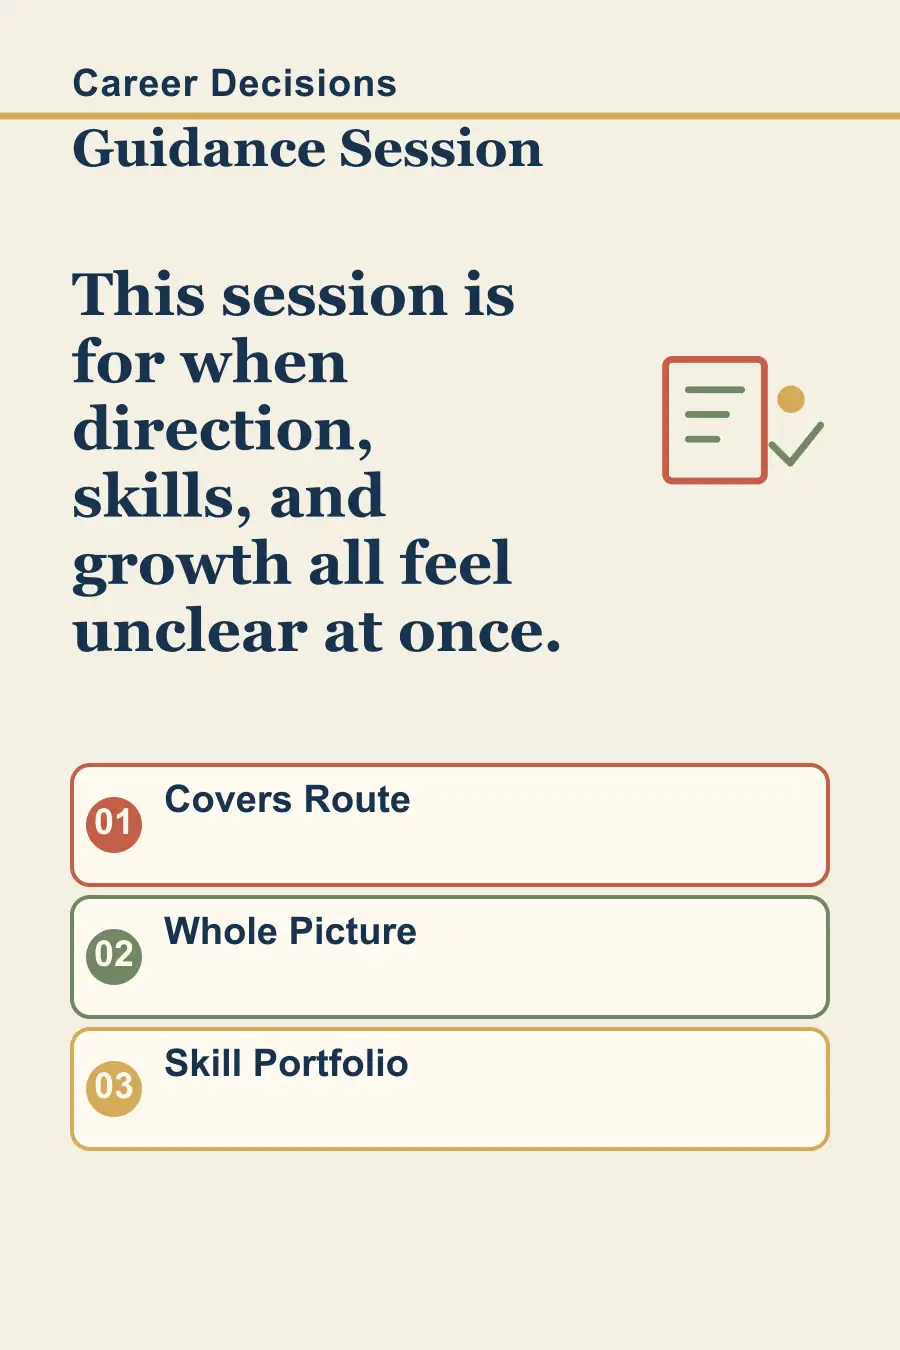 Career Decisions
Guidance Session
This session is
for when
direction,
skills, and
growth all feel
unclear at once.
01
Covers Route
02
Whole Picture
03
Skill Portfolio